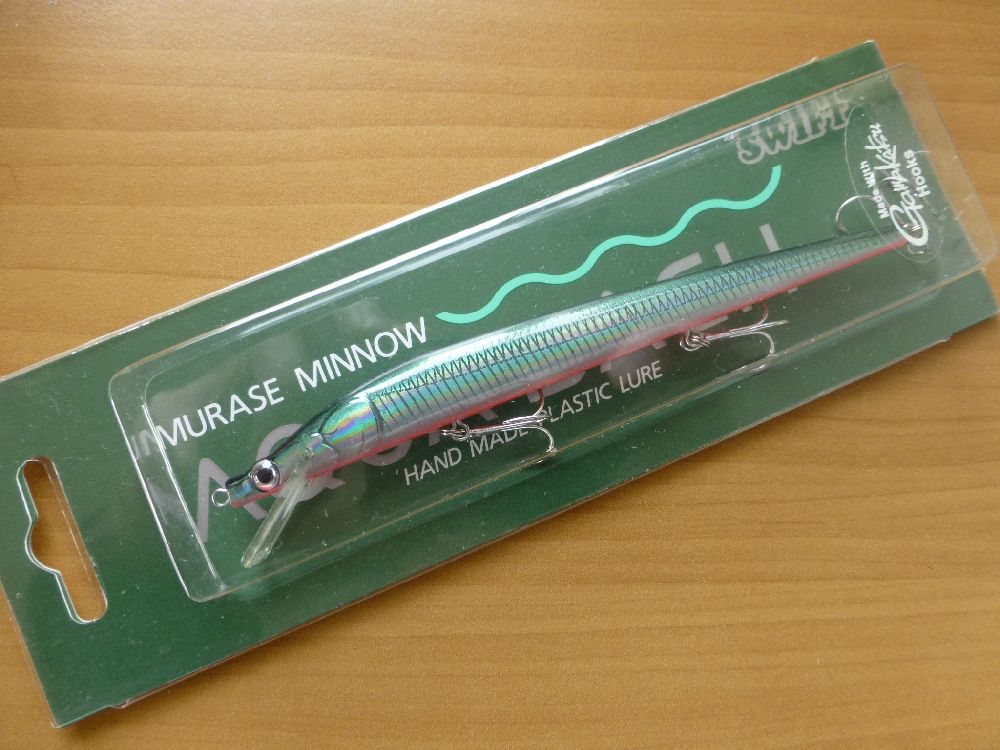 SWIFT
Made With
Gamakatsu
HOOKS
MURASE MINNOW
HAND MADE PLASTIC LURE